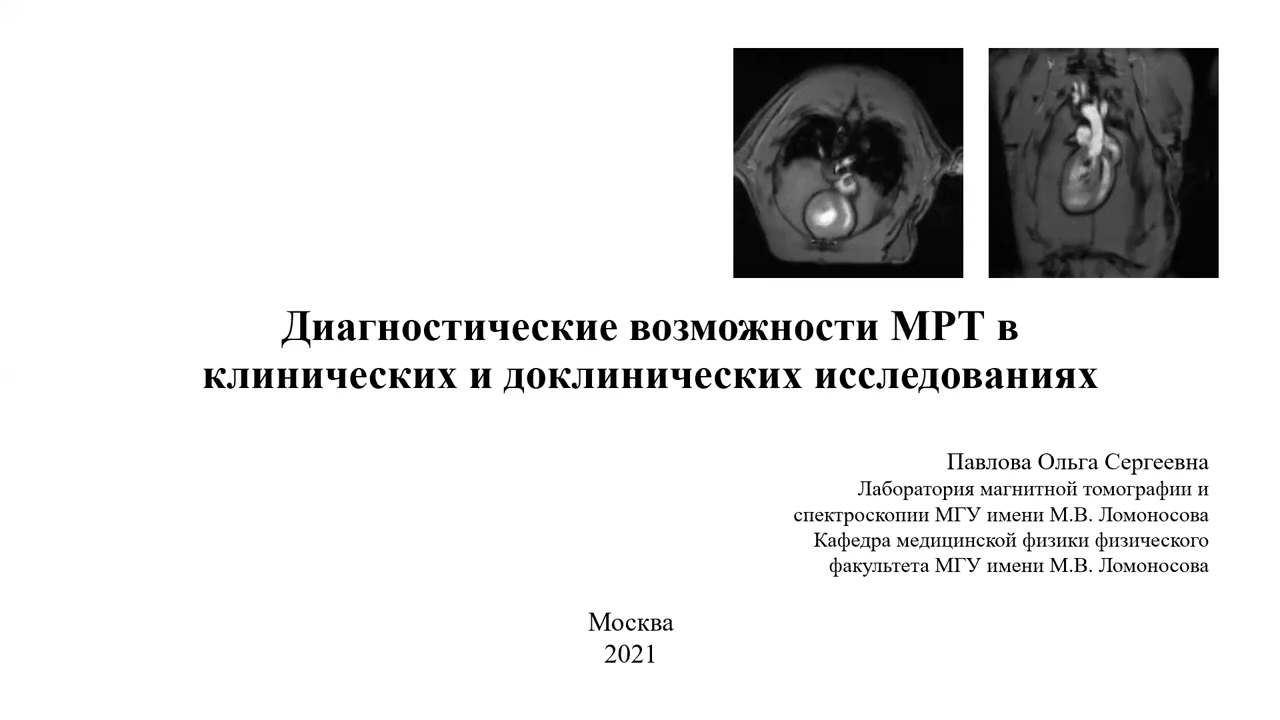 Диагностические возможности МРТ в
клинических и доклинических исследованиях
Павлова Ольга Сергеевна
Лаборатория магнитной томографии и
спектроскопии МГУ имени М.В. Ломоносова
Кафедра медицинской физики физического
факультета МГУ имени М.В. Ломоносова
Москва
2021